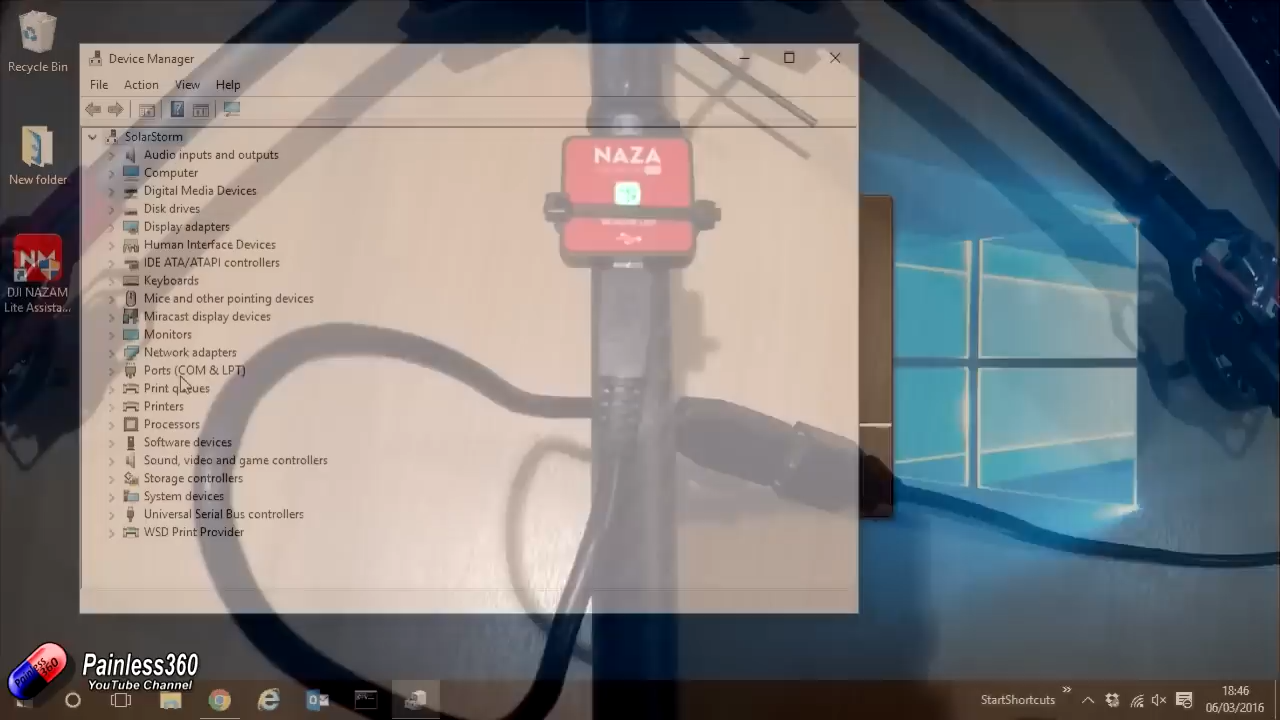 Recycle Bin
New folder
DJI NAZAM
Lite Assista...
Device Manager
File Action View Help
SolarStorm
Audio inputs and outputs
Computer
Digital Media Devices
Disk drives
Display adapters
Human Interface Devices
IDE ATA/ATAPI controllers
Keyboards
Mice and other pointing devices
Miracast display devices
Monitors
Network adapters
Ports (COM & LPT)
Print queues
Printers
Processors
Software devices
Sound, video and game controllers
Storage controllers
System devices
Universal Serial Bus controllers
WSD Print Provider
NAZA
Painless360
YouTube Channel
StartShortcuts
18:46
06/03/2016